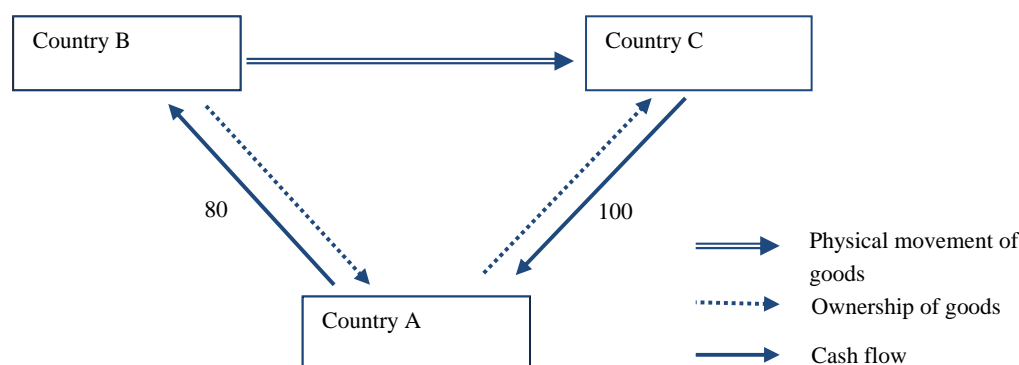 Country B
Country C
80
100
Country A
Physical movement of
goods
Ownership of goods
Cash flow